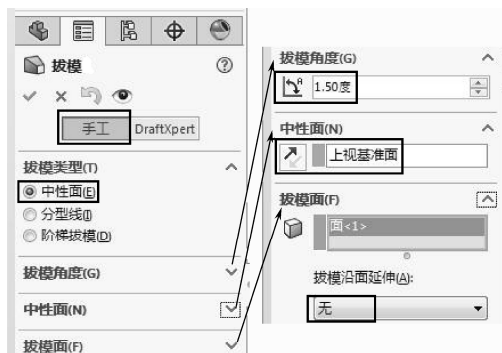 拔模
手工 DraftXpert
拔模类型(T)
中性面(E)
分型线(I)
阶梯拔模(D)
拔模角度(G)
中性面(N)
拔模面(F)
拔模角度(G)
1.50度
中性面(N)
上视基准面
拔模面(F)
面<1>
拔模沿面延伸(A):
无